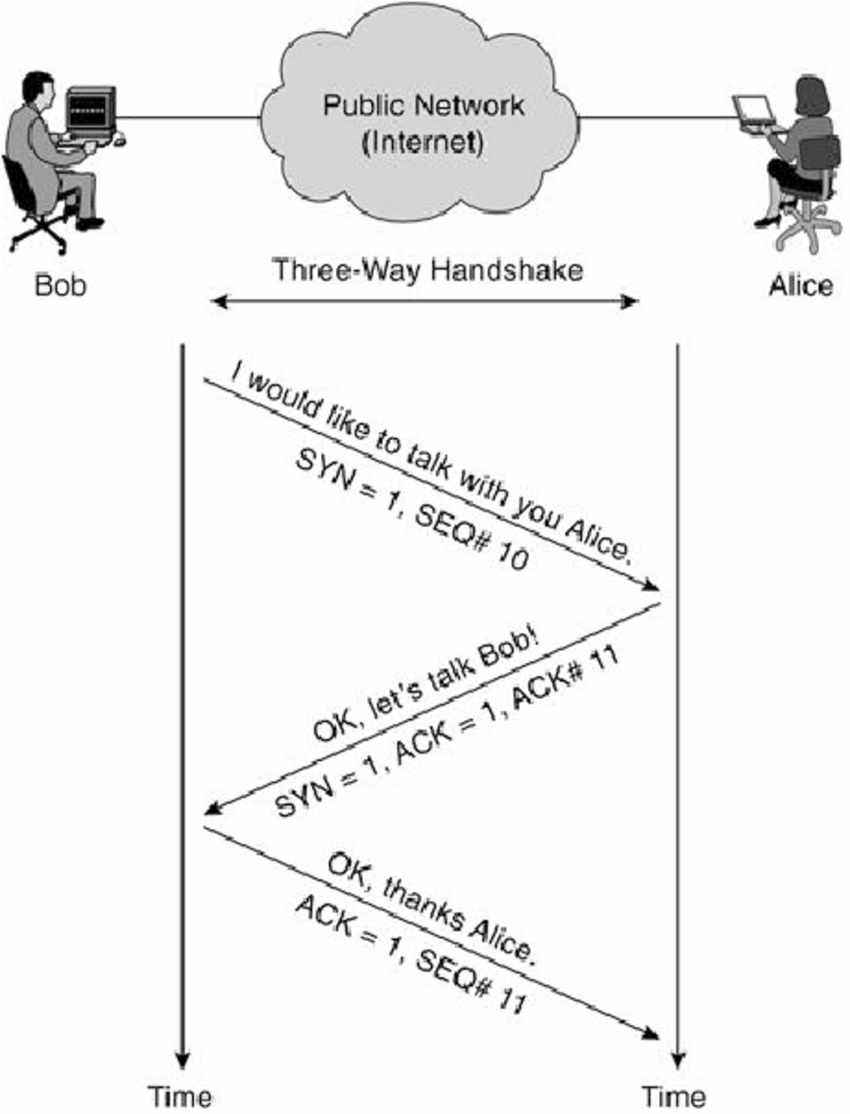 Public Network
(Internet)
Bob
Three-Way Handshake
Alice
I would like to talk with you Alice.
SYN = 1, SEQ# 10
OK, let's talk Bob!
SYN = 1, ACK = 1, ACK# 11
OK, thanks Alice.
ACK = 1, SEQ# 11
Time
Time